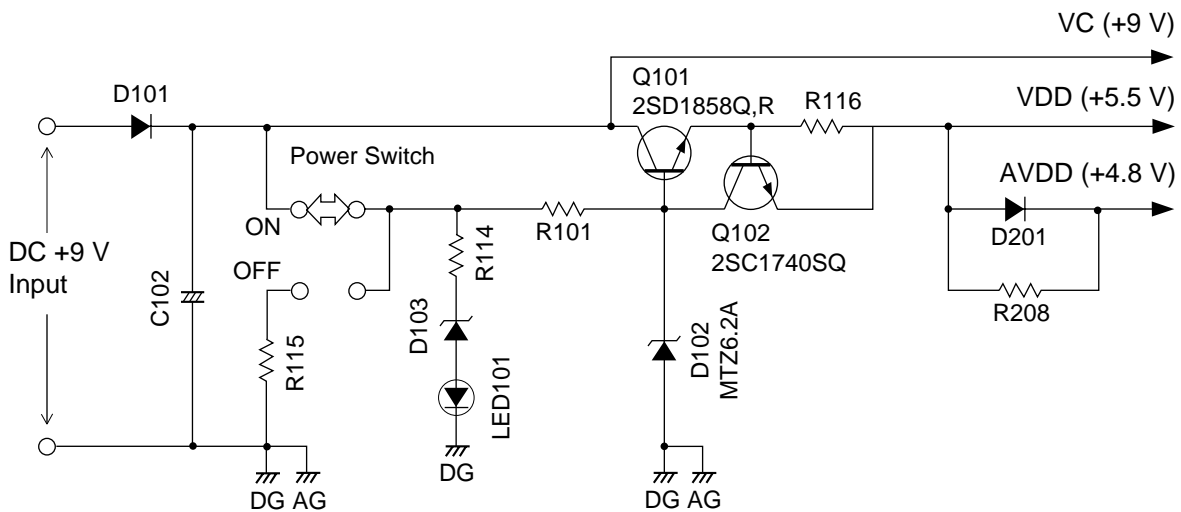 VC (+9 V)
Q101
2SD1858Q,R
R116
VDD (+5.5 V)
D101
Power Switch
AVDD (+4.8 V)
ON
R101
D201
DC +9 V
Input
Q102
2SC1740SQ
OFF
R114
C102
R208
D103
D102
MTZ6.2A
R115
LED101
DG
DG AG
DG AG